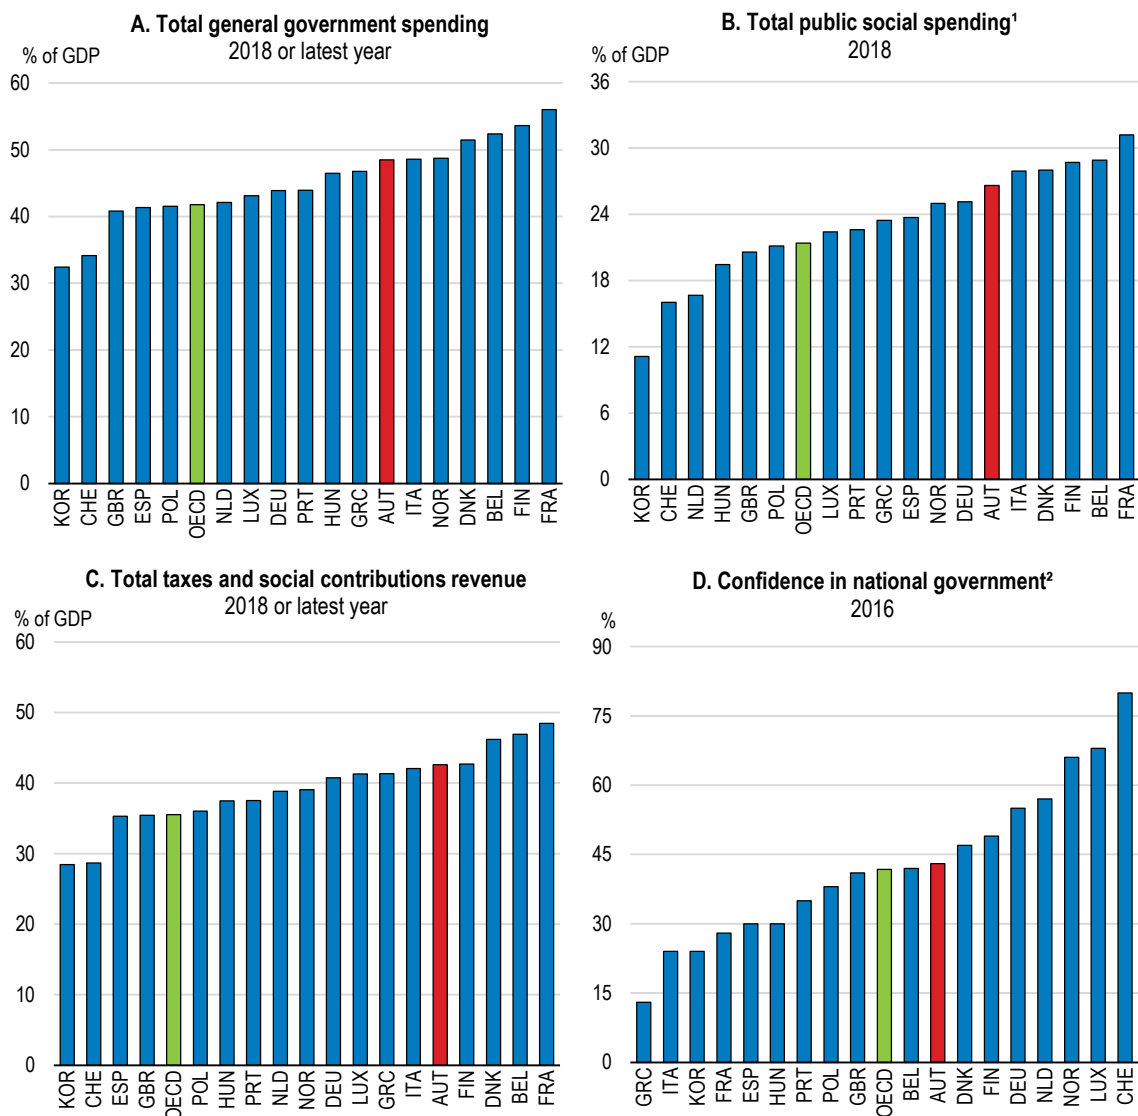 A. Total general government spending
2018 or latest year
% of GDP
60
50
40
30
20
10
0
KOR CHE GBR ESP POL OECD NLD LUX DEU PRT HUN GRC AUT ITA NOR DNK BEL FIN FRA
B. Total public social spending¹
2018
% of GDP
36
30
24
18
12
6
0
KOR CHE NLD HUN GBR POL OECD LUX PRT GRC ESP NOR DEU AUT ITA DNK FIN BEL FRA
C. Total taxes and social contributions revenue
2018 or latest year
% of GDP
60
50
40
30
20
10
0
KOR CHE ESP GBR OECD POL HUN PRT NLD NOR DEU LUX GRC ITA AUT FIN DNK BEL FRA
D. Confidence in national government²
2016
%
90
75
60
45
30
15
0
GRC ITA KOR FRA ESP HUN PRT POL GBR OECD BEL AUT DNK FIN DEU NLD NOR LUX CHE